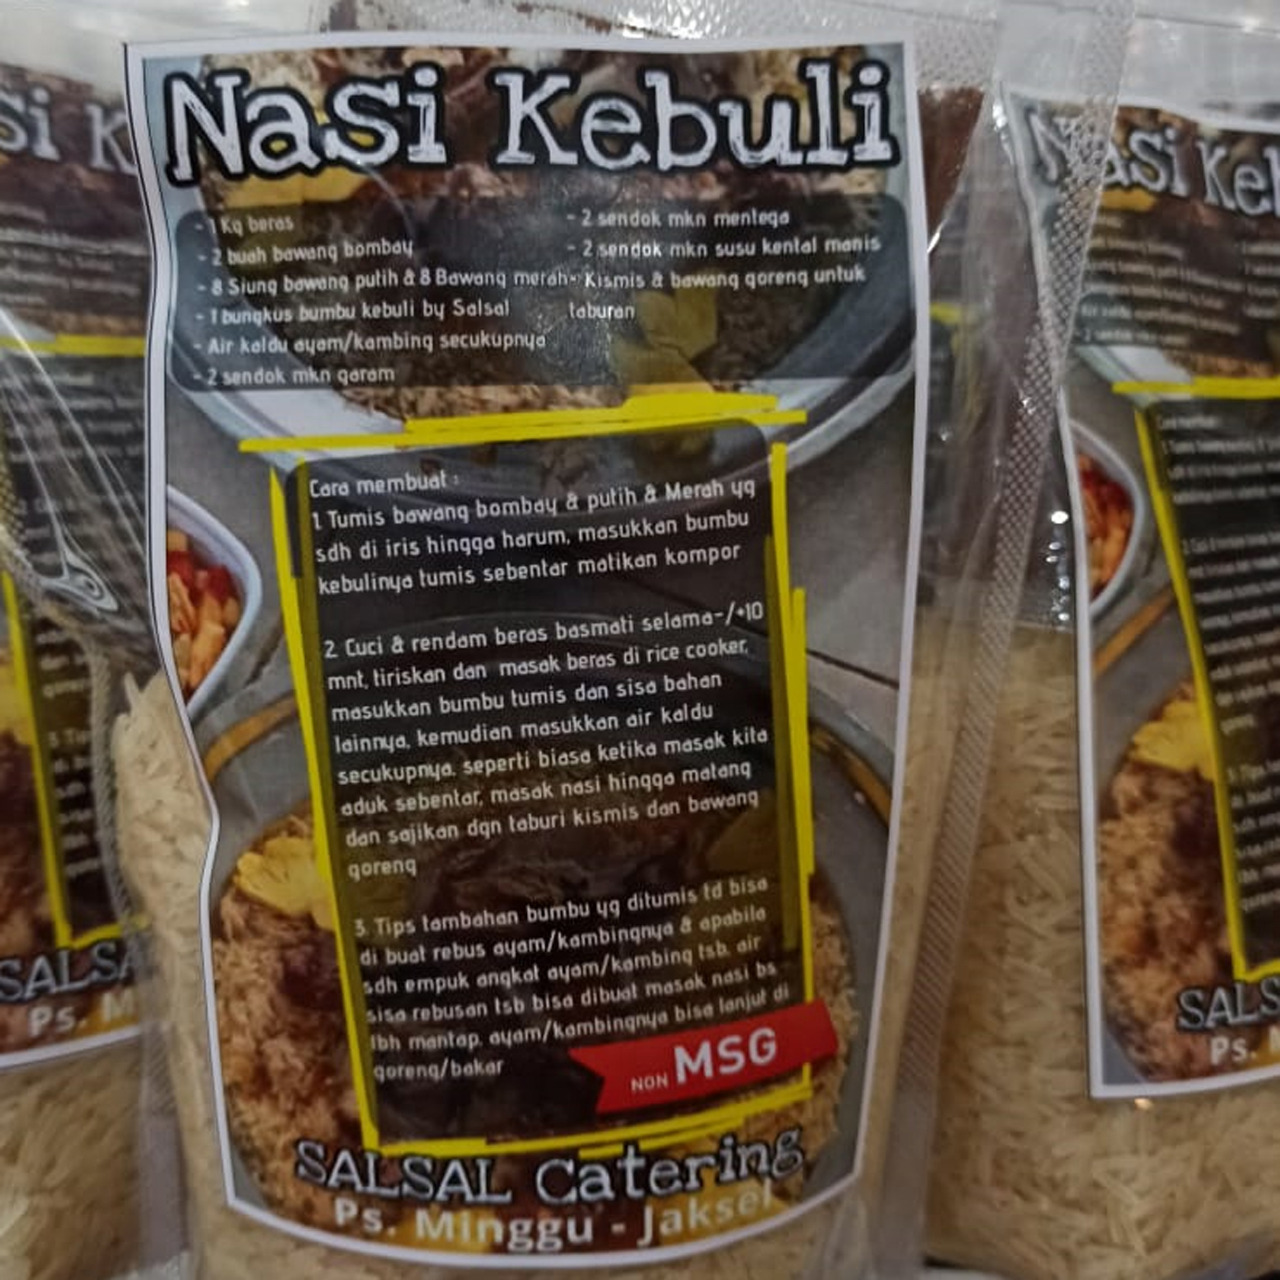 Nasi Kebuli
- 1 Kg beras
- 2 buah bawang bombay
- 8 Siung bawang putih & 8 Bawang merah
- 1 bungkus bumbu kebuli by Salsal
- Air kaldu ayam/kambing secukupnya
- 2 sendok mkn garam
- 2 sendok mkn mentega
- 2 sendok mkn susu kental manis
- Kismis & bawang goreng untuk
taburan
Cara membuat :
1 Tumis bawang bombay & putih & Merah yg
sdh di iris hingga harum, masukkan bumbu
kebulinya tumis sebentar matikan kompor
2. Cuci & rendam beras basmati selama-/+10
mnt, tiriskan dan masak beras di rice cooker,
masukkan bumbu tumis dan sisa bahan
lainnya, kemudian masukkan air kaldu
secukupnya. seperti biasa ketika masak kita
aduk sebentar, masak nasi hingga matang
dan sajikan dgn taburi kismis dan bawang
goreng
3. Tips tambahan bumbu yg ditumis td bisa
di buat rebus ayam/kambingnya & apabila
sdh empuk angkat ayam/kambing tsb, air
sisa rebusan tsb bisa dibuat masak nasi bs
lbh mantap. ayam/kambingnya bisa lanjut di
goreng/bakar
NON MSG
SALSAL Catering
Ps. Minggu - Jaksel
si K
SALSA
Ps. M
Nasi Keb
SALS
Ps. M